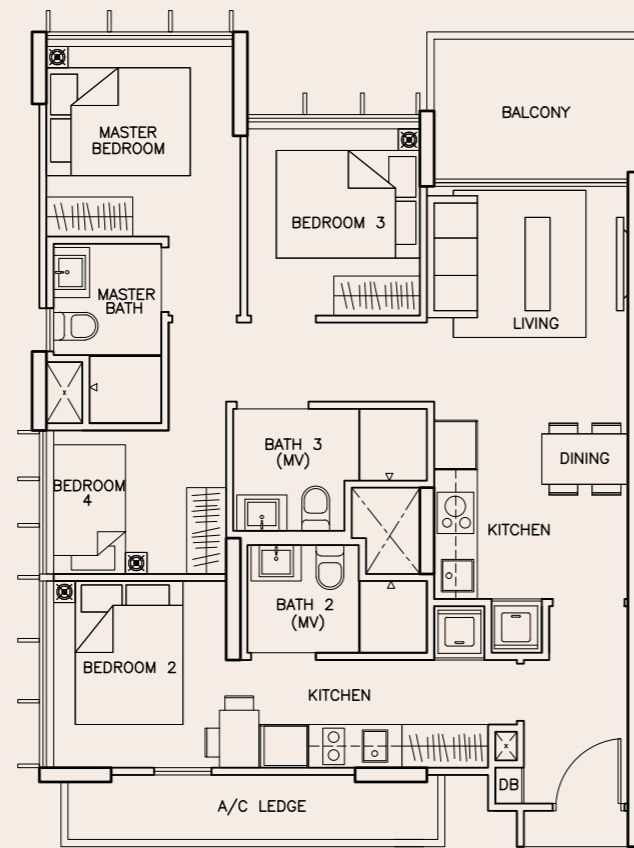 BALCONY
MASTER
BEDROOM
BEDROOM 3
MASTER
BATH
LIVING
BATH 3
(MV)
DINING
BEDROOM
4
KITCHEN
BATH 2
(MV)
BEDROOM 2
KITCHEN
DB
A/C LEDGE